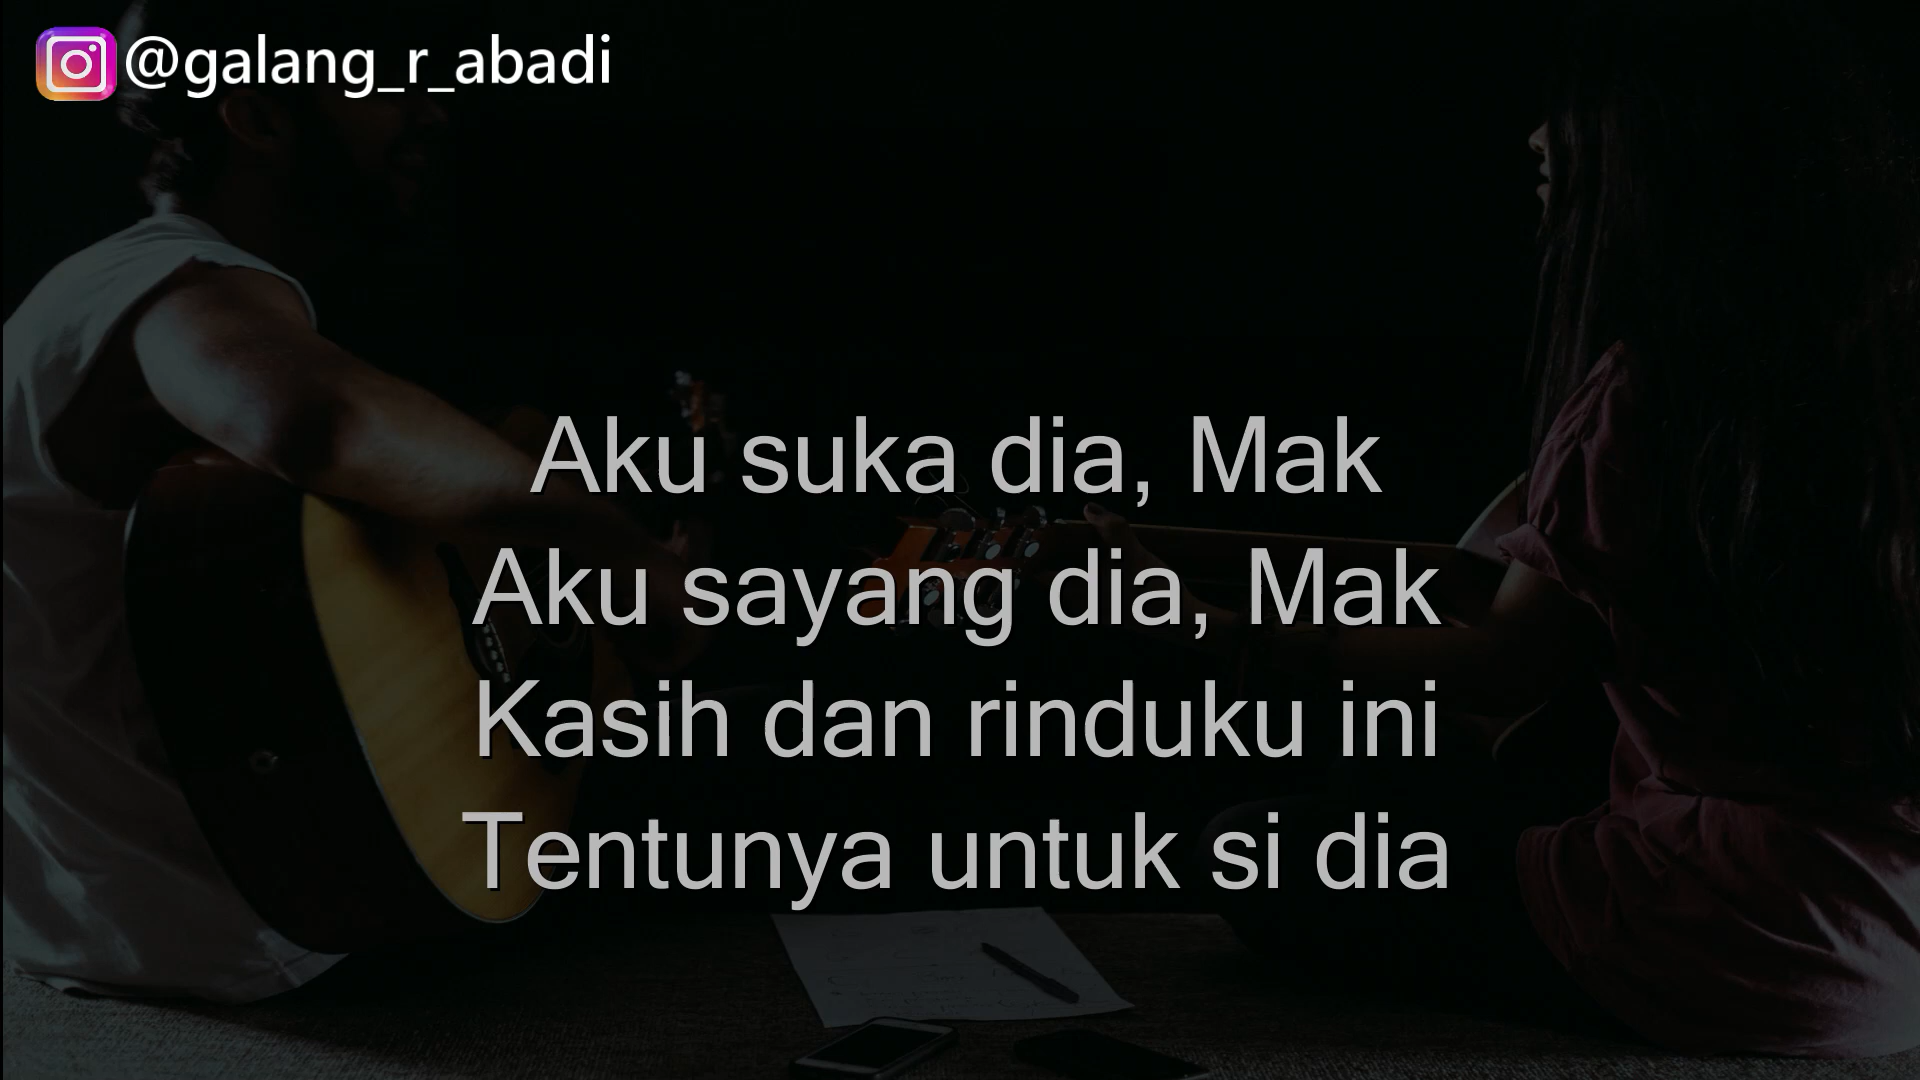 @galang_r_abadi
Aku suka dia, Mak
Aku sayang dia, Mak
Kasih dan rinduku ini
Tentunya untuk si dia